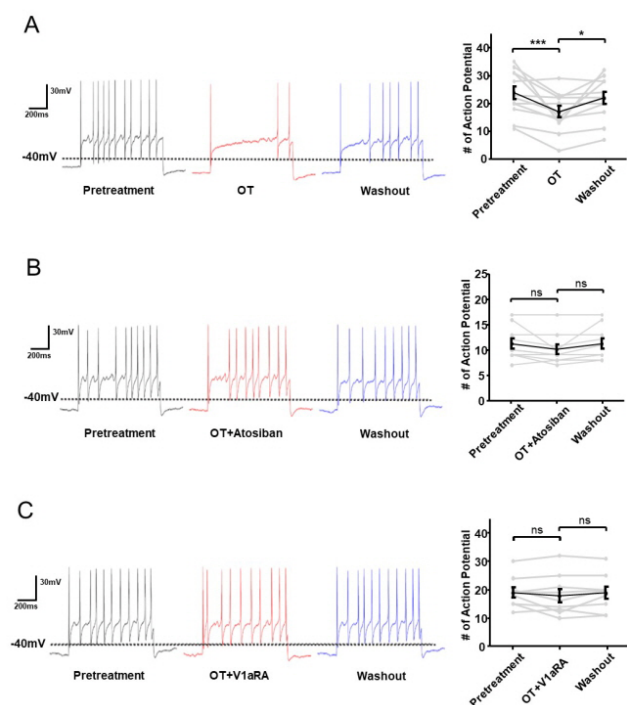 A
30mV
200ms
-40mV
Pretreatment
OT
Washout
# of Action Potential
40
30
20
10
0
***
*
Pretreatment
OT
Washout
B
30mV
200ms
-40mV
Pretreatment
OT+Atosiban
Washout
# of Action Potential
25
20
15
10
5
0
ns
ns
Pretreatment
OT+Atosiban
Washout
C
30mV
200ms
-40mV
Pretreatment
OT+V1aRA
Washout
# of Action Potential
40
30
20
10
0
ns
ns
Pretreatment
OT+V1aRA
Washout